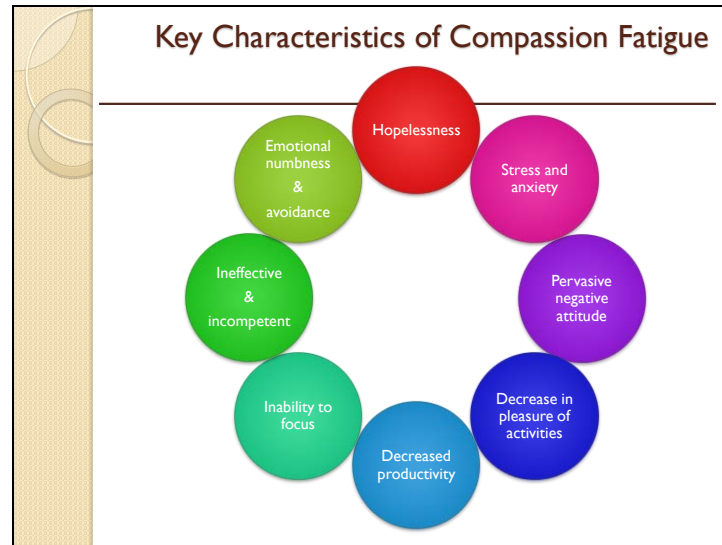 Key Characteristics of Compassion Fatigue
Hopelessness
Stress and
anxiety
Pervasive
negative
attitude
Decrease in
pleasure of
activities
Decreased
productivity
Inability to
focus
Ineffective
&
incompetent
Emotional
numbness
&
avoidance